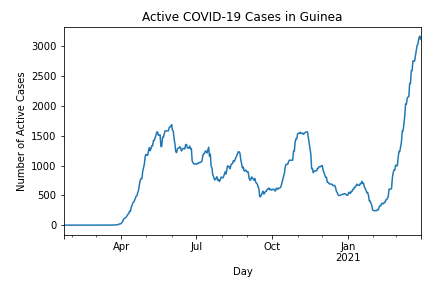 Active COVID-19 Cases in Guinea
Number of Active Cases
3000
2500
2000
1500
1000
500
0
Apr Jul Oct Jan
2021
Day